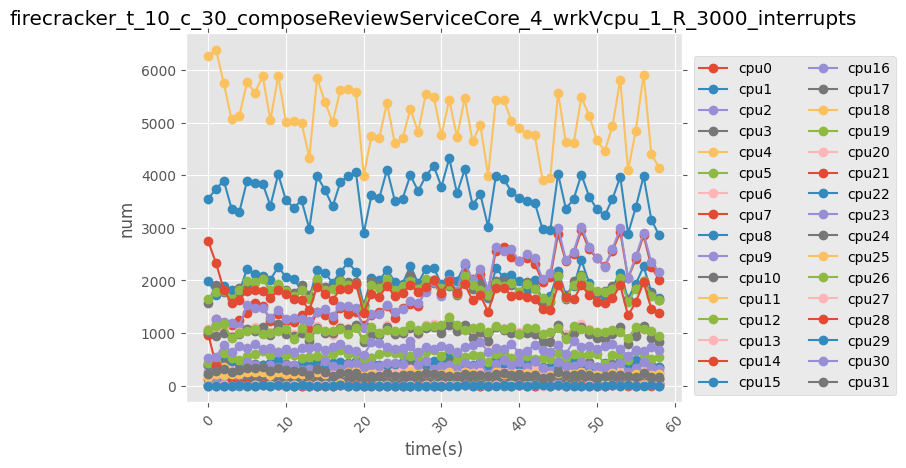 firecracker_t_10_c_30_composeReviewServiceCore_4_wrkVcpu_1_R_3000_interrupts
num
6000
5000
4000
3000
2000
1000
0
0
10
20
30
40
50
60
time(s)
cpu0
cpu1
cpu2
cpu3
cpu4
cpu5
cpu6
cpu7
cpu8
cpu9
cpu10
cpu11
cpu12
cpu13
cpu14
cpu15
cpu16
cpu17
cpu18
cpu19
cpu20
cpu21
cpu22
cpu23
cpu24
cpu25
cpu26
cpu27
cpu28
cpu29
cpu30
cpu31